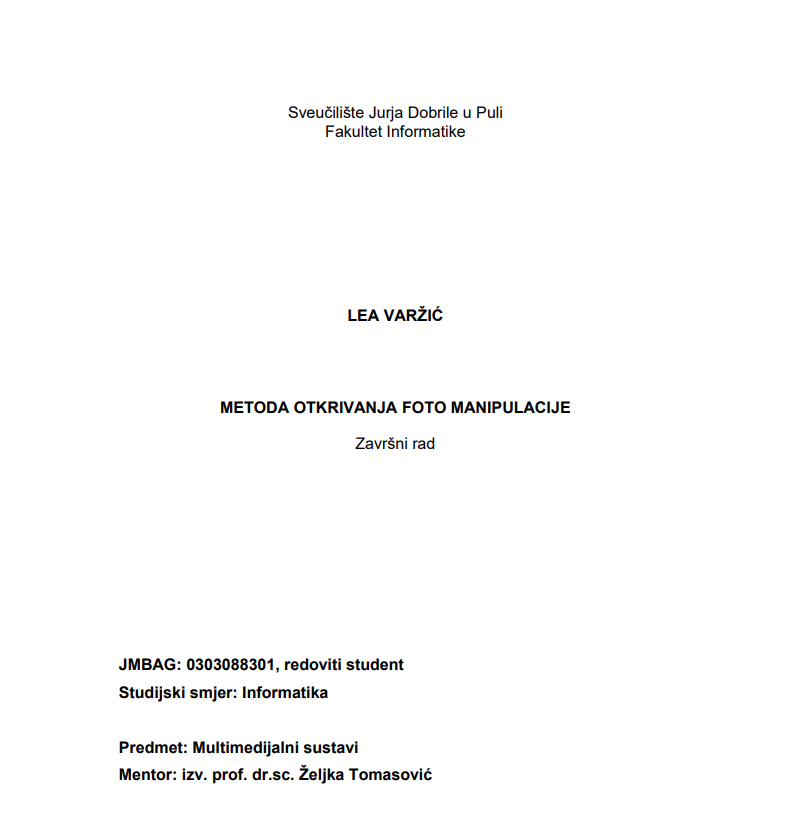 Sveučilište Jurja Dobrile u Puli
Fakultet Informatike
LEA VARŽIĆ
METODA OTKRIVANJA FOTO MANIPULACIJE
Završni rad
JMBAG: 0303088301, redoviti student
Studijski smjer: Informatika
Predmet: Multimedijalni sustavi
Mentor: izv. prof. dr.sc. Željka Tomasović